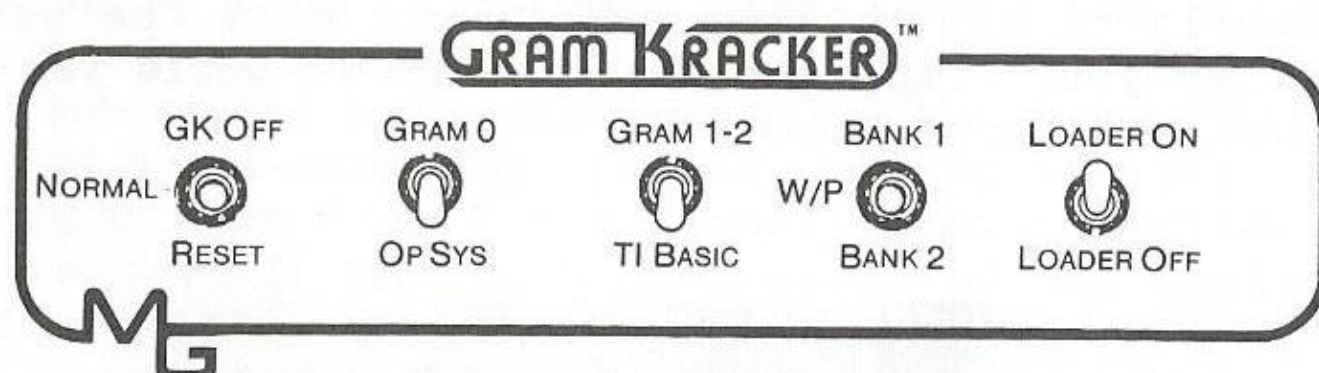 GRAM KRACKER™
GK OFF GRAM 0 GRAM 1-2 BANK 1 LOADER ON
NORMAL W/P
RESET OP SYS TI BASIC BANK 2 LOADER OFF
MG